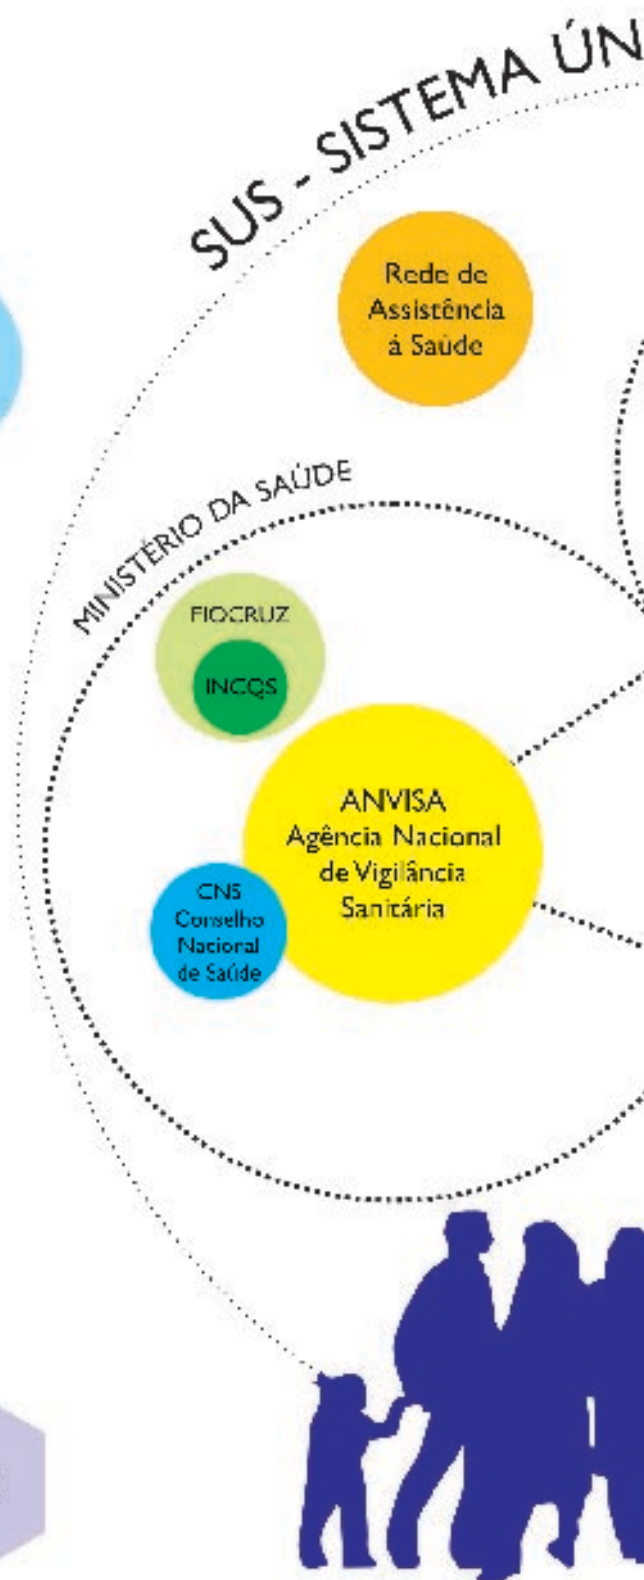 SUS - SISTEMA ÚN
Rede de
Assistência
à Saúde
MINISTÉRIO DA SAÚDE
FIOCRUZ
INCQS
ANVISA
Agência Nacional
de Vigilância
Sanitária
CNS
Conselho
Nacional
de Saúde